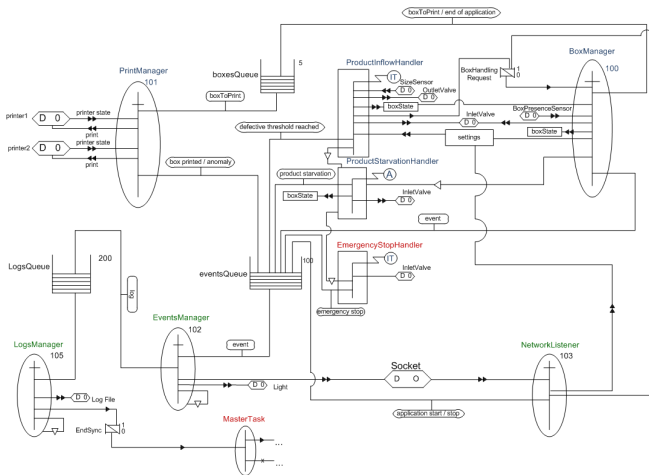 boxToPrint / end of application
5
ProductInflowHandler
BoxManager
100
PrintManager
101
boxesQueue
IT
SizeSensor
D 0
OutletValve
D 0
BoxHandling
Request
1
0
boxToPrint
boxState
printer1
D 0
printer state
print
InletValve
D 0
BoxPresenceSensor
D 0
defective threshold reached
settings
boxState
printer2
D 0
printer state
print
box printed / anomaly
ProductStarvationHandler
product starvation
A
boxState
InletValve
D 0
event
200
LogsQueue
eventsQueue
100
EmergencyStopHandler
IT
InletValve
D 0
log
emergency stop
EventsManager
102
LogsManager
105
event
Socket
D O
NetworkListener
103
D 0
Log File
D 0
Light
application start / stop
EndSync
1
0
MasterTask
...
...